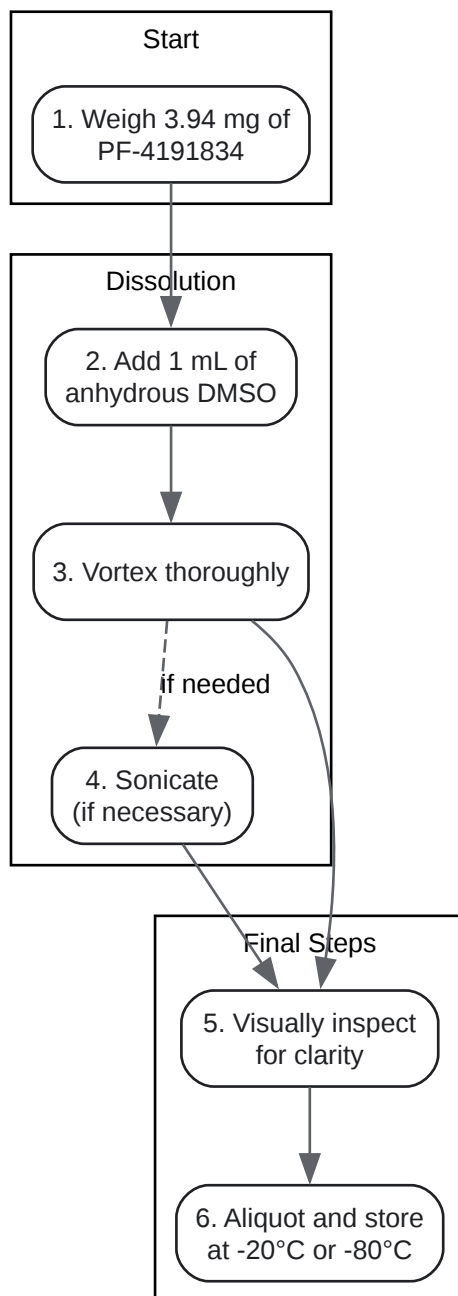 Start
1. Weigh 3.94 mg of
PF-4191834
Dissolution
2. Add 1 mL of
anhydrous DMSO
3. Vortex thoroughly
if needed
4. Sonicate
(if necessary)
Final Steps
5. Visually inspect
for clarity
6. Aliquot and store
at -20°C or -80°C